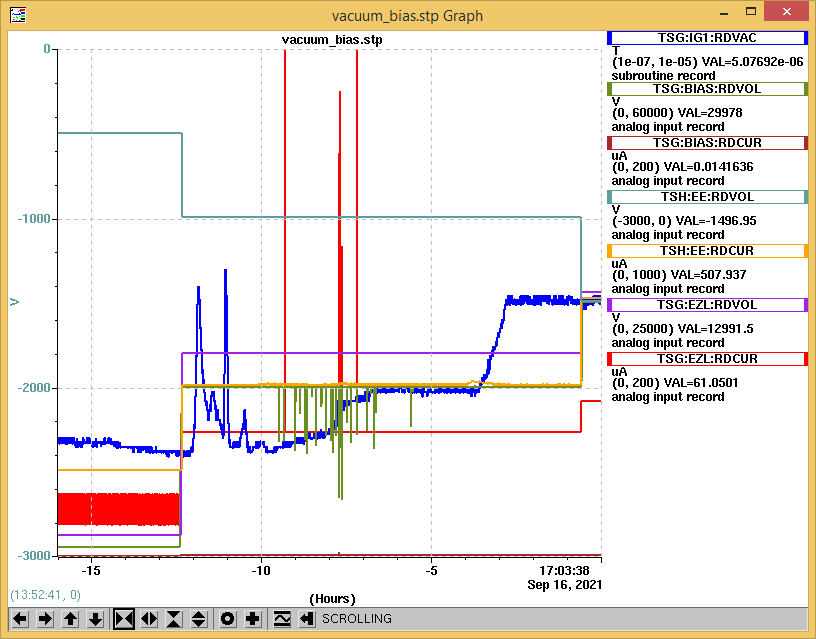 vacuum_bias.stp Graph
vacuum_bias.stp
0
-1000
V
-2000
-3000
-15
-10
-5
17:03:38
Sep 16, 2021
(13:52:41, 0)
(Hours)
TSG:IG1:RDVAC
T
(1e-07, 1e-05) VAL=5.07692e-06
subroutine record
TSG:BIAS:RDVOL
V
(0, 60000) VAL=29978
analog input record
TSG:BIAS:RDCUR
uA
(0, 200) VAL=0.0141636
analog input record
TSH:EE:RDVOL
V
(-3000, 0) VAL=-1496.95
analog input record
TSH:EE:RDCUR
uA
(0, 1000) VAL=507.937
analog input record
TSG:EZL:RDVOL
V
(0, 25000) VAL=12991.5
analog input record
TSG:EZL:RDCUR
uA
(0, 200) VAL=61.0501
analog input record
SCROLLING